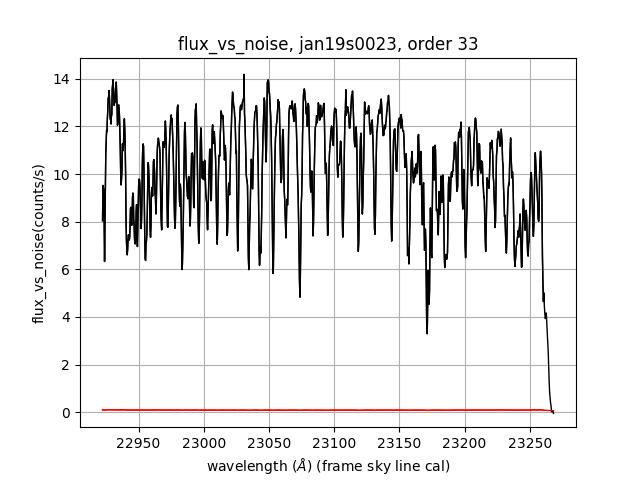 flux_vs_noise, jan19s0023, order 33
14
12
10
8
6
4
2
0
flux_vs_noise(counts/s)
22950 23000 23050 23100 23150 23200 23250
wavelength (Å) (frame sky line cal)